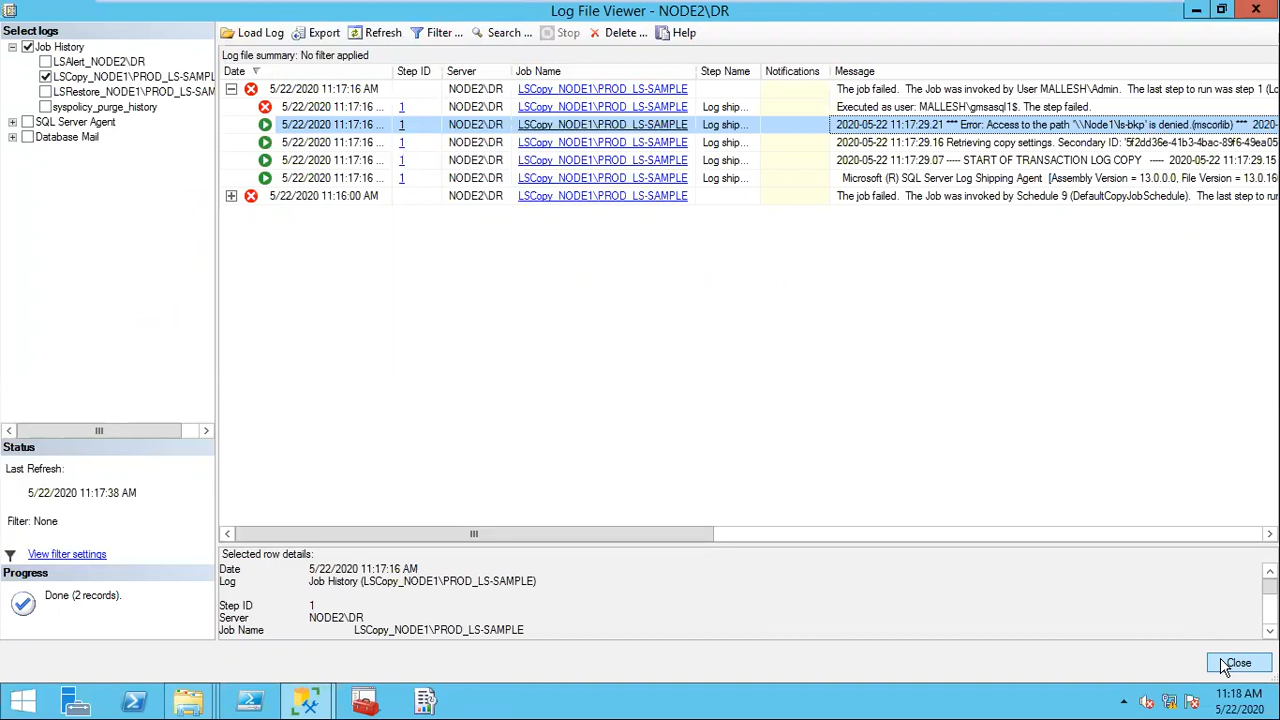 Log File Viewer - NODE2\DR
Select logs
Load Log Export Refresh Filter ... Search ... Stop Delete ... Help
Job History
LSAlert_NODE2\DR
LSCopy_NODE1\PROD_LS-SAMPL
LSRestore_NODE1\PROD_LS-SAM
syspolicy_purge_history
SQL Server Agent
Database Mail
Log file summary: No filter applied
Date Step ID Server Job Name Step Name Notifications Message
5/22/2020 11:17:16 AM NODE2\DR LSCopy_NODE1\PROD_LS-SAMPLE The job failed. The Job was invoked by User MALLESH\Admin. The last step to run was step 1 (L
5/22/2020 11:17:16 ... 1 NODE2\DR LSCopy_NODE1\PROD_LS-SAMPLE Log ship... Executed as user: MALLESH\gmsasql1$. The step failed.
5/22/2020 11:17:16 ... 1 NODE2\DR LSCopy_NODE1\PROD_LS-SAMPLE Log ship... 2020-05-22 11:17:29.21 *** Error: Access to the path '\\Node1\ls-bkp' is denied.(mscorlib) *** 2020-
5/22/2020 11:17:16 ... 1 NODE2\DR LSCopy_NODE1\PROD_LS-SAMPLE Log ship... 2020-05-22 11:17:29.16 Retrieving copy settings. Secondary ID: '5f2dd36e-41b3-4bac-89f6-49ea05
5/22/2020 11:17:16 ... 1 NODE2\DR LSCopy_NODE1\PROD_LS-SAMPLE Log ship... 2020-05-22 11:17:29.07 ----- START OF TRANSACTION LOG COPY ----- 2020-05-22 11:17:29.15
5/22/2020 11:17:16 ... 1 NODE2\DR LSCopy_NODE1\PROD_LS-SAMPLE Log ship... Microsoft (R) SQL Server Log Shipping Agent [Assembly Version = 13.0.0.0, File Version = 13.0.16
5/22/2020 11:16:00 AM NODE2\DR LSCopy_NODE1\PROD_LS-SAMPLE The job failed. The Job was invoked by Schedule 9 (DefaultCopyJobSchedule). The last step to run
Status
Last Refresh:
5/22/2020 11:17:38 AM
Filter: None
View filter settings
Progress
Done (2 records).
Selected row details:
Date 5/22/2020 11:17:16 AM
Log Job History (LSCopy_NODE1\PROD_LS-SAMPLE)
Step ID 1
Server NODE2\DR
Job Name LSCopy_NODE1\PROD_LS-SAMPLE
Close
11:18 AM
5/22/2020